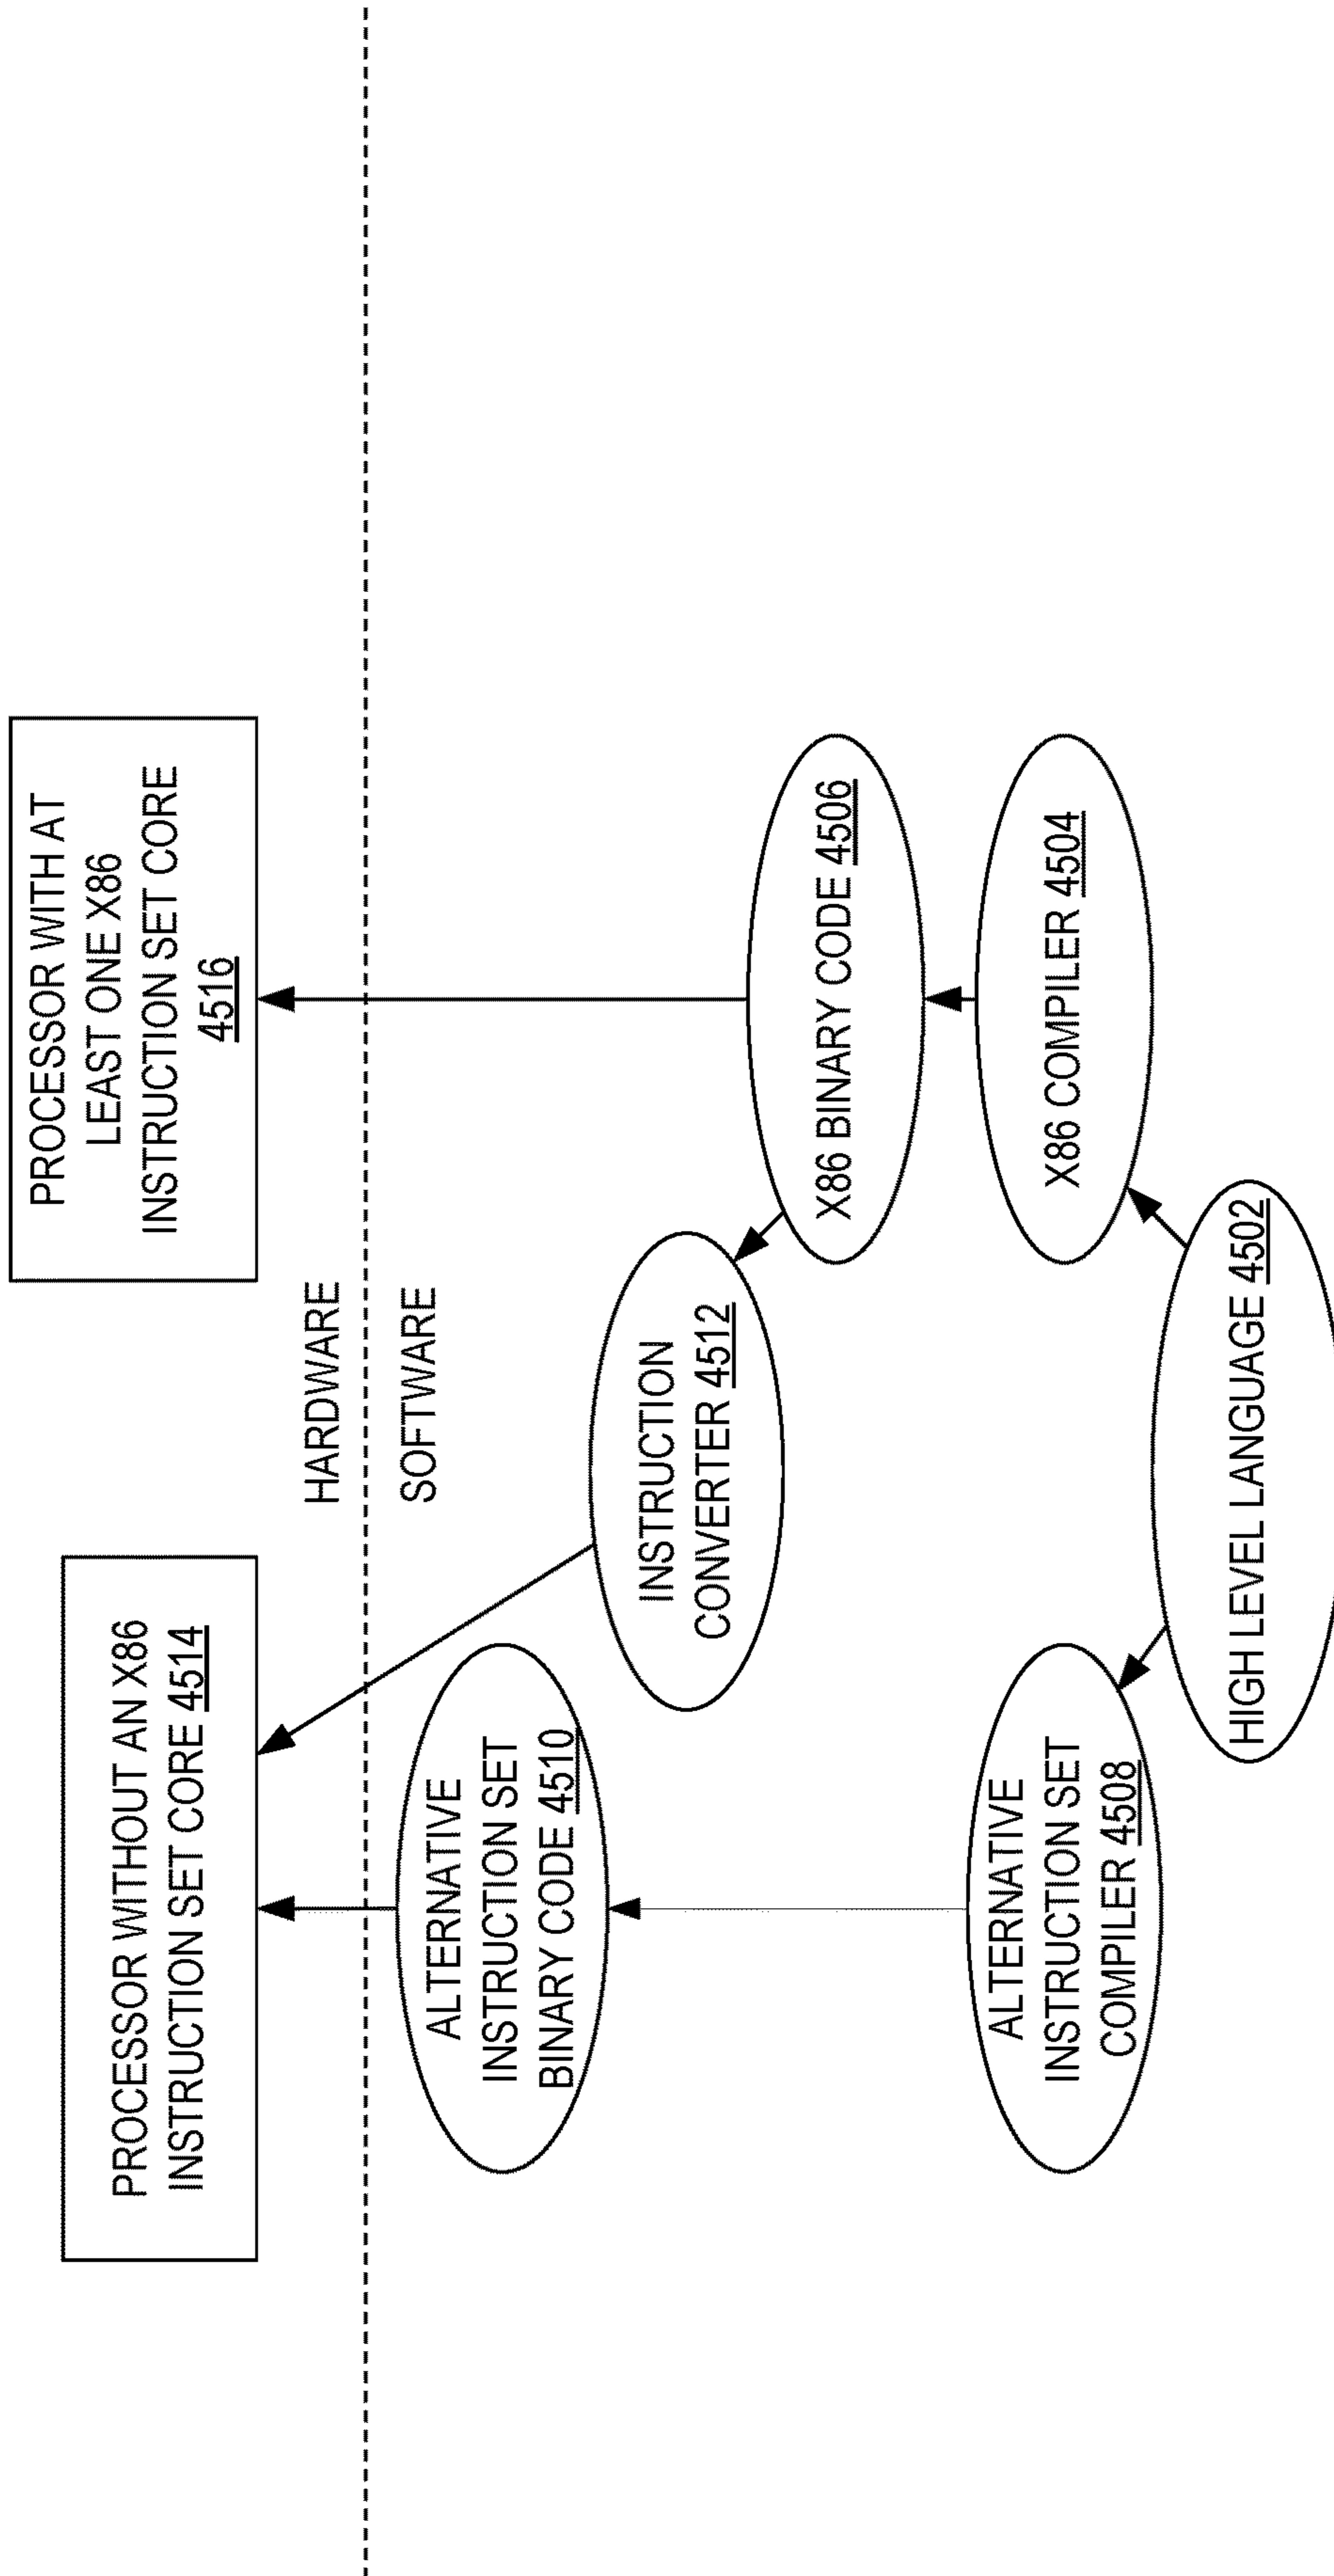 PROCESSOR WITHOUT AN X86
INSTRUCTION SET CORE 4514
PROCESSOR WITH AT
LEAST ONE X86
INSTRUCTION SET CORE
4516
HARDWARE
SOFTWARE
ALTERNATIVE
INSTRUCTION SET
BINARY CODE 4510
INSTRUCTION
CONVERTER 4512
X86 BINARY CODE 4506
ALTERNATIVE
INSTRUCTION SET
COMPILER 4508
X86 COMPILER 4504
HIGH LEVEL LANGUAGE 4502